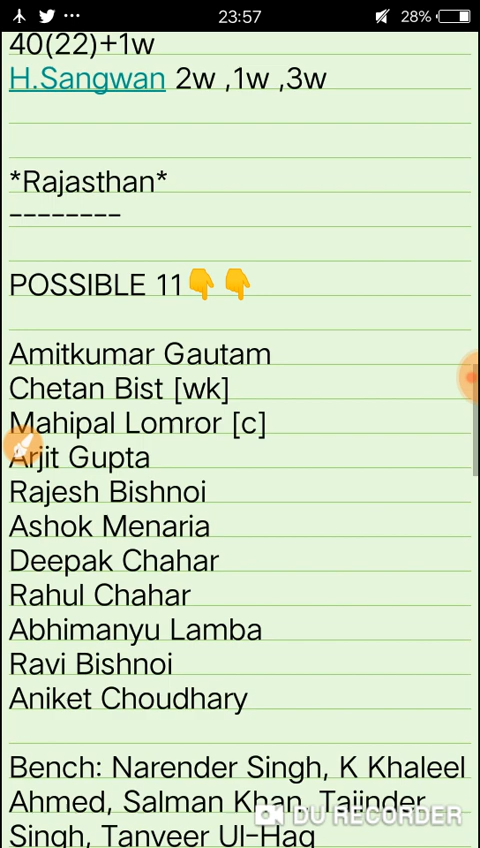 23:57
28%
40(22)+1w
H.Sangwan 2w ,1w ,3w
*Rajasthan*
--------
POSSIBLE 11👇👇
Amitkumar Gautam
Chetan Bist [wk]
Mahipal Lomror [c]
Arjit Gupta
Rajesh Bishnoi
Ashok Menaria
Deepak Chahar
Rahul Chahar
Abhimanyu Lamba
Ravi Bishnoi
Aniket Choudhary
Bench: Narender Singh, K Khaleel
Ahmed, Salman Khan, Tajinder
DU RECORDER
Singh, Tanveer Ul-Haq